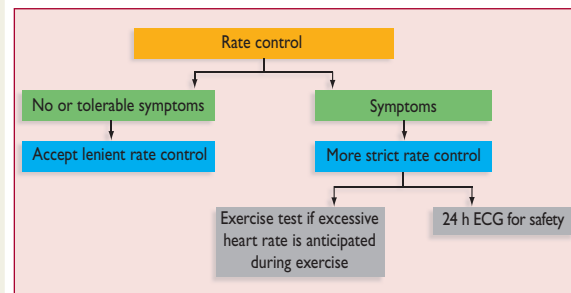 Rate control
No or tolerable symptoms
Symptoms
Accept lenient rate control
More strict rate control
Exercise test if excessive
heart rate is anticipated
during exercise
24 h ECG for safety